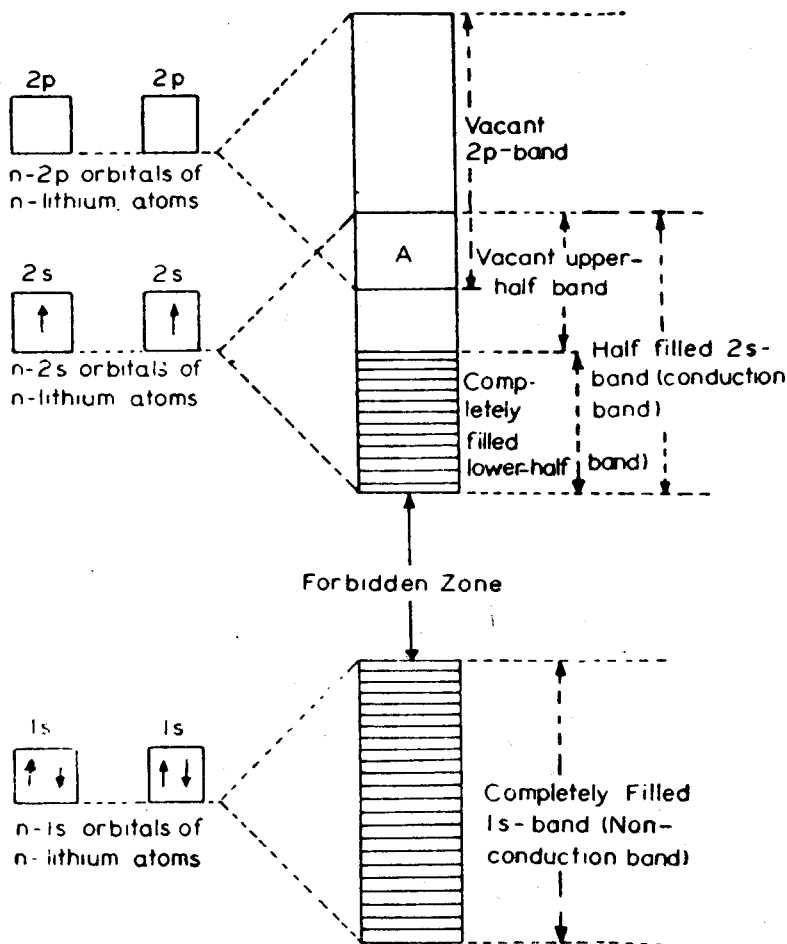 2p 2p
n-2p orbitals of
n-lithium atoms
Vacant
2p-band
A
Vacant upper-
half band
2s 2s
n-2s orbitals of
n-lithium atoms
Half filled 2s-
band (conduction
band)
Comp-
letely
filled
lower-half band)
Forbidden Zone
1s 1s
n-1s orbitals of
n-lithium atoms
Completely Filled
1s-band (Non-
conduction band)